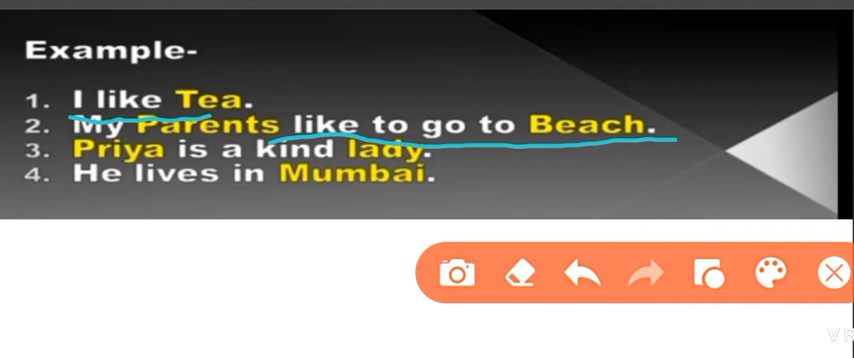 Example-
1. I like Tea.
2. My Parents like to go to Beach.
3. Priya is a kind lady.
4. He lives in Mumbai.
VR